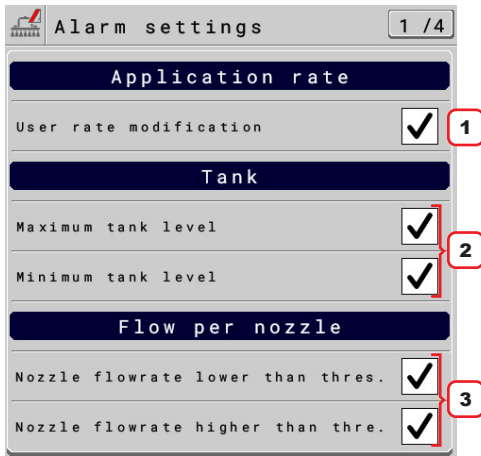 Alarm settings 1 /4
Application rate
User rate modification 1
Tank
Maximum tank level
2
Minimum tank level
Flow per nozzle
Nozzle flowrate lower than thres.
3
Nozzle flowrate higher than thre.